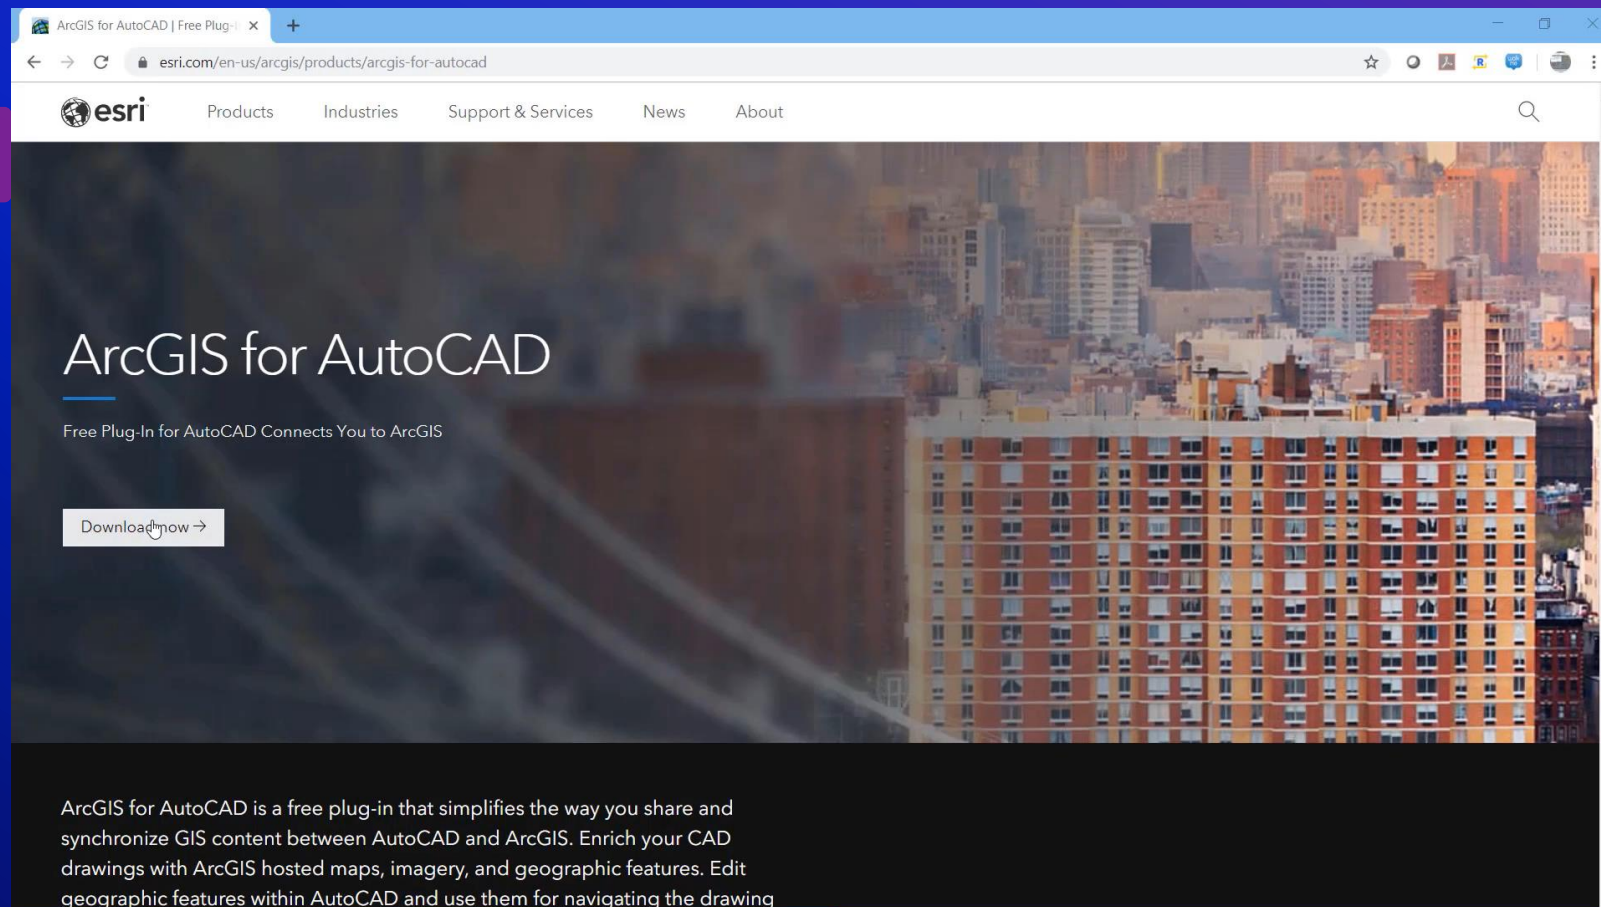 ArcGIS for AutoCAD | Free Plug-
esri.com/en-us/arcgis/products/arcgis-for-autocad
esri
Products
Industries
Support & Services
News
About
ArcGIS for AutoCAD
Free Plug-In for AutoCAD Connects You to ArcGIS
Download now →
ArcGIS for AutoCAD is a free plug-in that simplifies the way you share and
synchronize GIS content between AutoCAD and ArcGIS. Enrich your CAD
drawings with ArcGIS hosted maps, imagery, and geographic features. Edit
geographic features within AutoCAD and use them for navigating the drawing